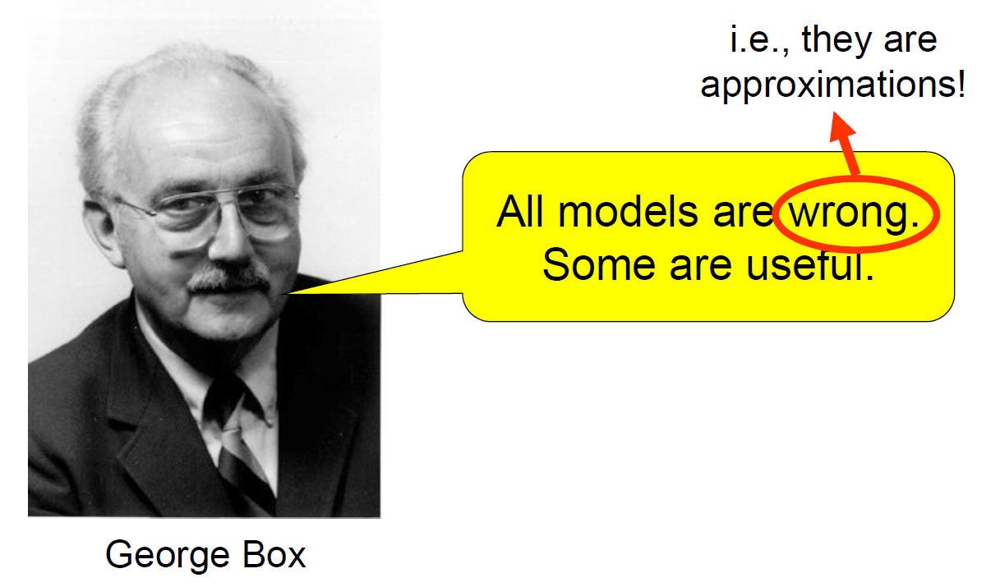 i.e., they are
approximations!
All models are wrong.
Some are useful.
George Box